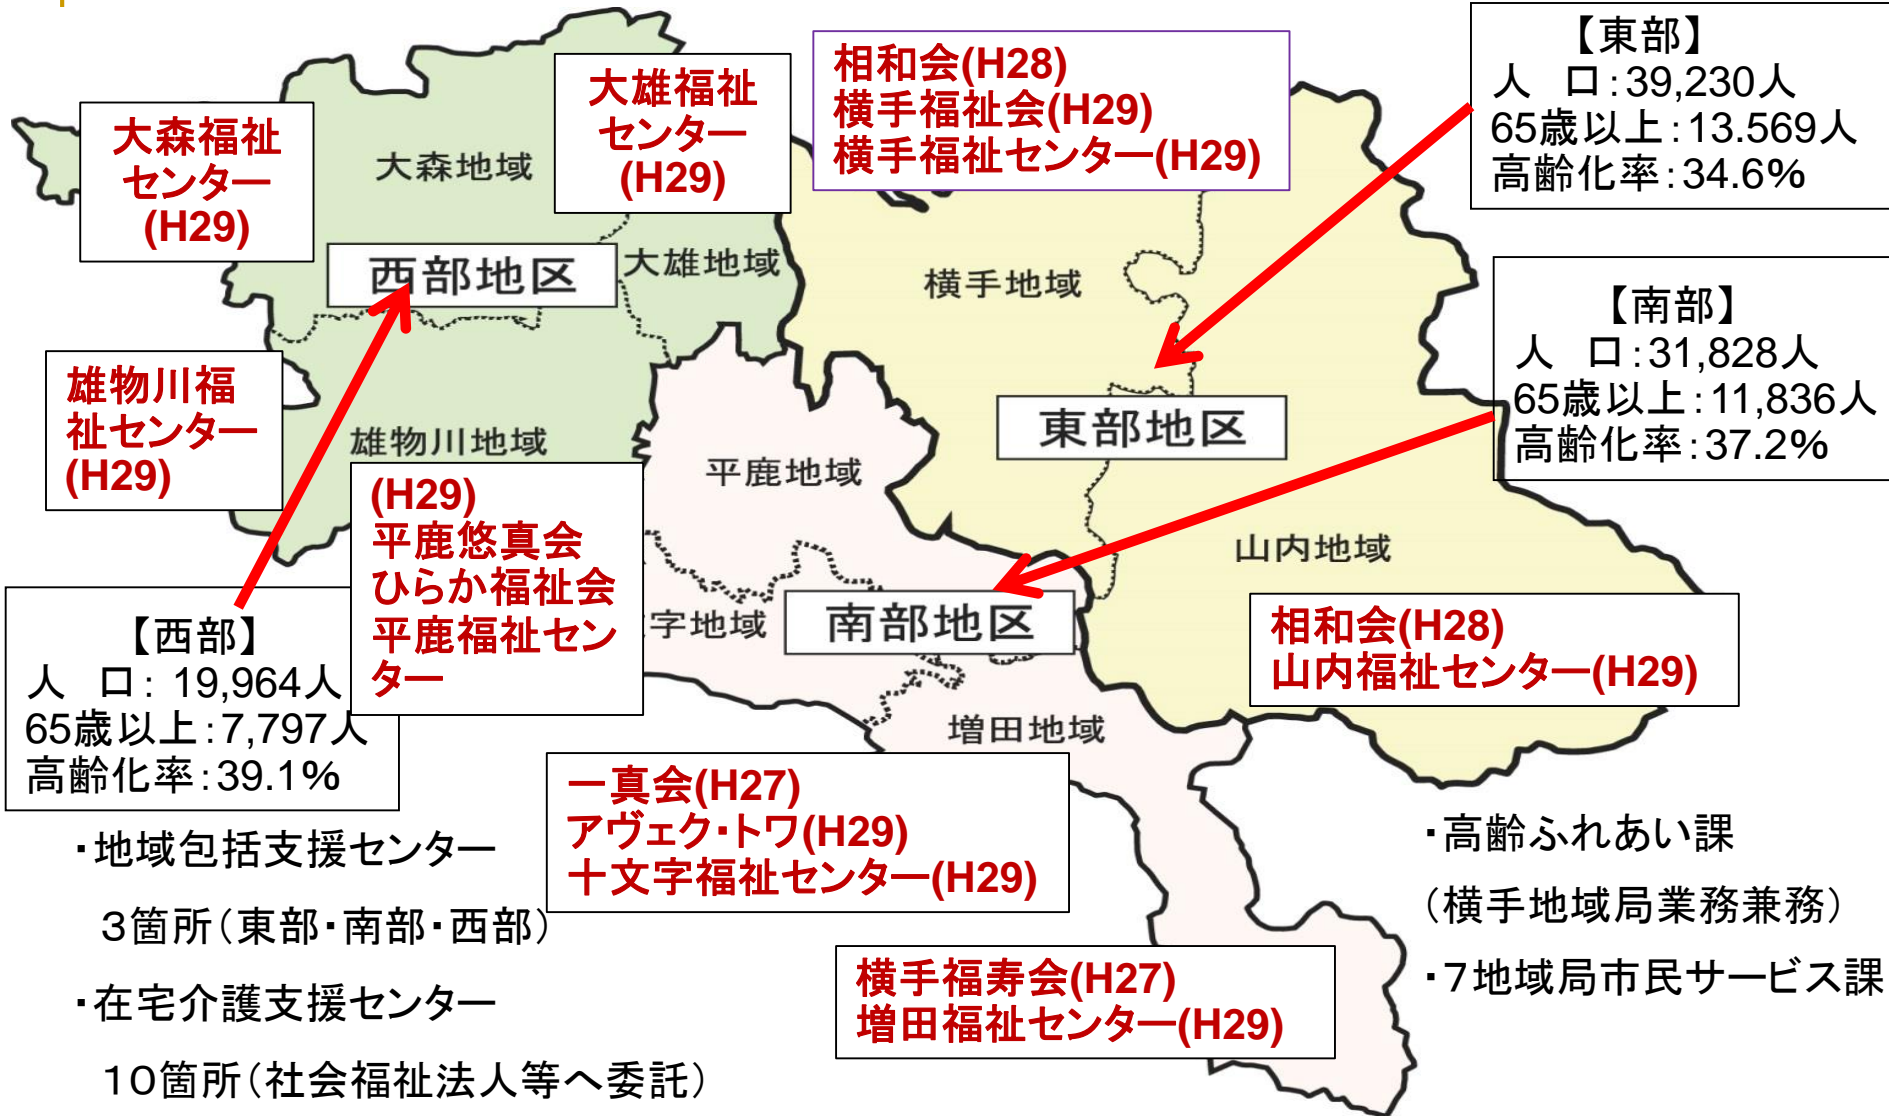 大森福祉
センター
(H29)
大雄福祉
センター
(H29)
相和会(H28)
横手福祉会(H29)
横手福祉センター(H29)
【東部】
人　口：39,230人
65歳以上：13.569人
高齢化率：34.6%
大森地域
西部地区
大雄地域
横手地域
【南部】
人　口：31,828人
65歳以上：11,836人
高齢化率：37.2%
雄物川福
祉センター
(H29)
雄物川地域
東部地区
平鹿地域
(H29)
平鹿悠真会
ひらか福祉会
平鹿福祉セン
ター
山内地域
字地域
南部地区
相和会(H28)
山内福祉センター(H29)
【西部】
人　口：19,964人
65歳以上：7,797人
高齢化率：39.1%
増田地域
一真会(H27)
アヴェク・トワ(H29)
十文字福祉センター(H29)
横手福寿会(H27)
増田福祉センター(H29)
・地域包括支援センター
３箇所（東部・南部・西部）
・在宅介護支援センター
１０箇所（社会福祉法人等へ委託）
・高齢ふれあい課
（横手地域局業務兼務）
・７地域局市民サービス課